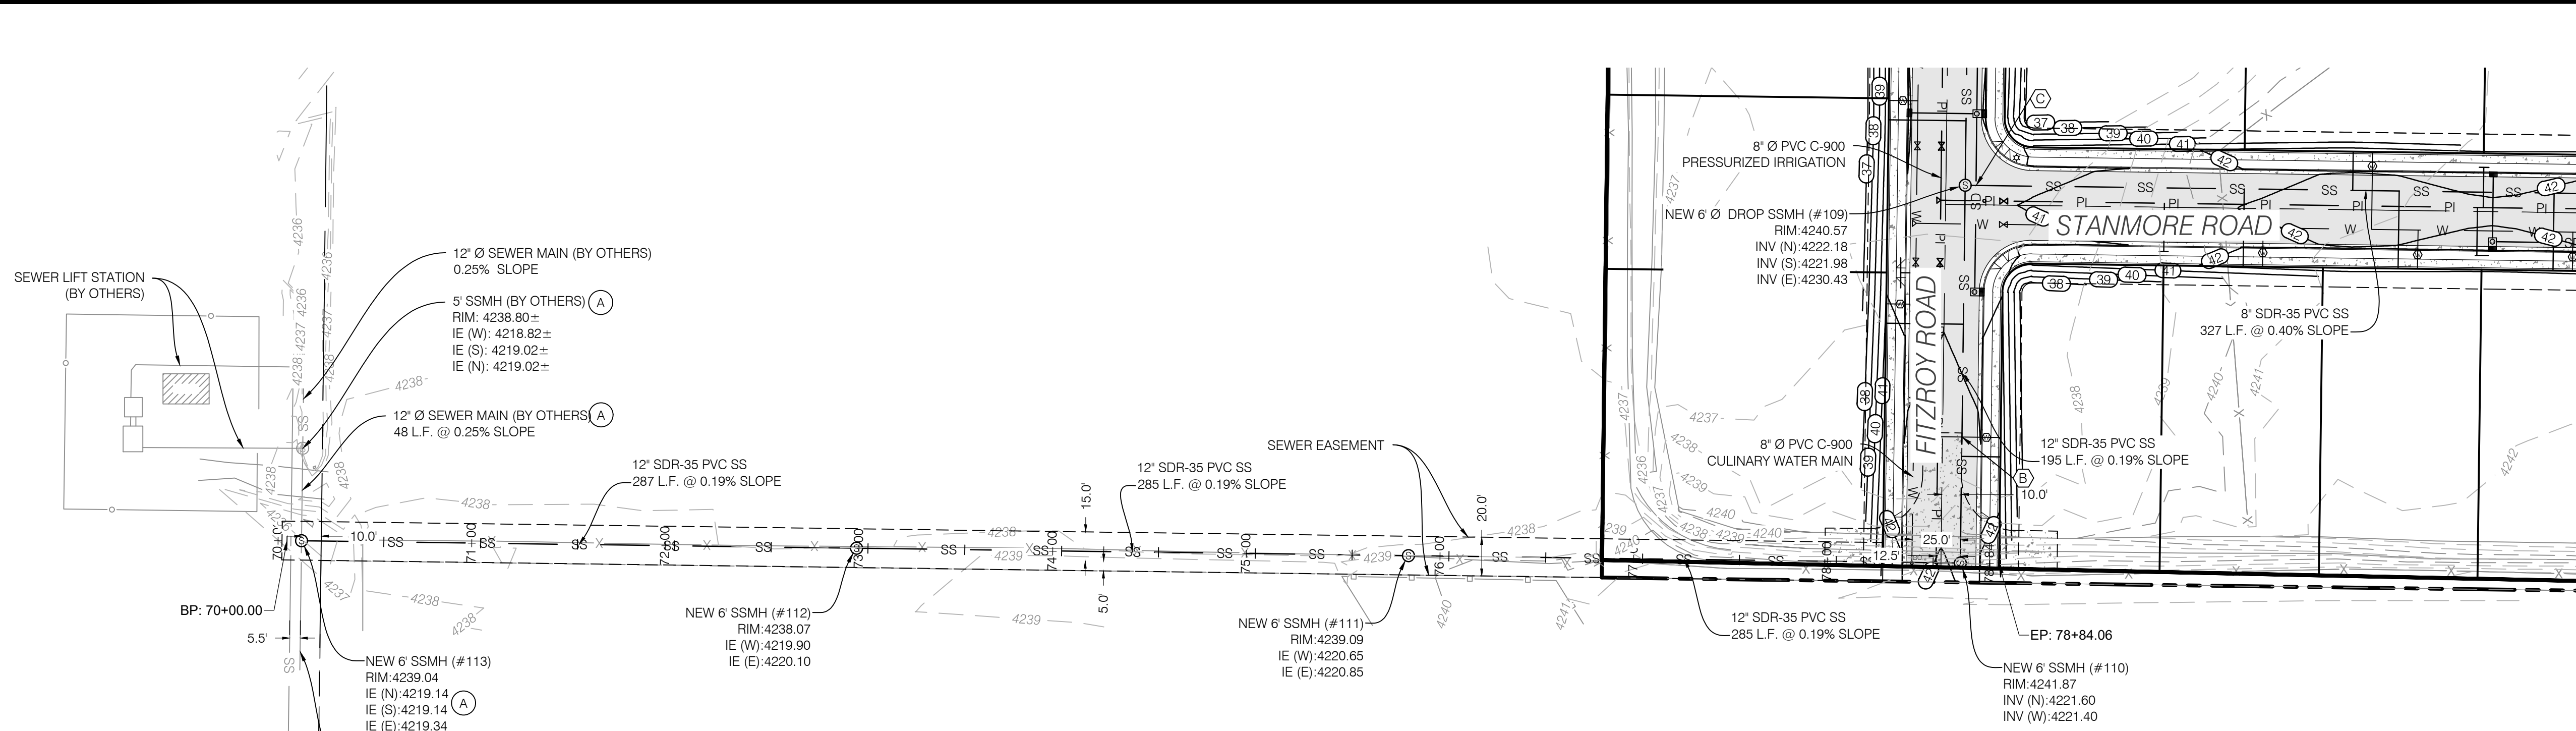 SEWER LIFT STATION
(BY OTHERS)
12" Ø SEWER MAIN (BY OTHERS)
0.25% SLOPE
5' SSMH (BY OTHERS) A
RIM: 4238.80±
IE (W): 4218.82±
IE (S): 4219.02±
IE (N): 4219.02±
12" Ø SEWER MAIN (BY OTHERS) A
48 L.F. @ 0.25% SLOPE
12" SDR-35 PVC SS
287 L.F. @ 0.19% SLOPE
12" SDR-35 PVC SS
285 L.F. @ 0.19% SLOPE
SEWER EASEMENT
15.0'
20.0'
5.0'
10.0'
71+00
74+00
75+00
76+00
BP: 70+00.00
5.5'
NEW 6' SSMH (#113)
RIM:4239.04
IE (N):4219.14
IE (S):4219.14 A
IE (E):4219.34
NEW 6' SSMH (#112)
RIM:4238.07
IE (W):4219.90
IE (E):4220.10
NEW 6' SSMH (#111)
RIM:4239.09
IE (W):4220.65
IE (E):4220.85
8" Ø PVC C-900
PRESSURIZED IRRIGATION
NEW 6' Ø DROP SSMH (#109)
RIM:4240.57
INV (N):4222.18
INV (S):4221.98
INV (E):4230.43
C
STANMORE ROAD
FITZROY ROAD
8" SDR-35 PVC SS
327 L.F. @ 0.40% SLOPE
8" Ø PVC C-900
CULINARY WATER MAIN
12" SDR-35 PVC SS
195 L.F. @ 0.19% SLOPE
B
10.0'
25.0'
12.5'
12" SDR-35 PVC SS
285 L.F. @ 0.19% SLOPE
EP: 78+84.06
NEW 6' SSMH (#110)
RIM:4241.87
INV (N):4221.60
INV (W):4221.40